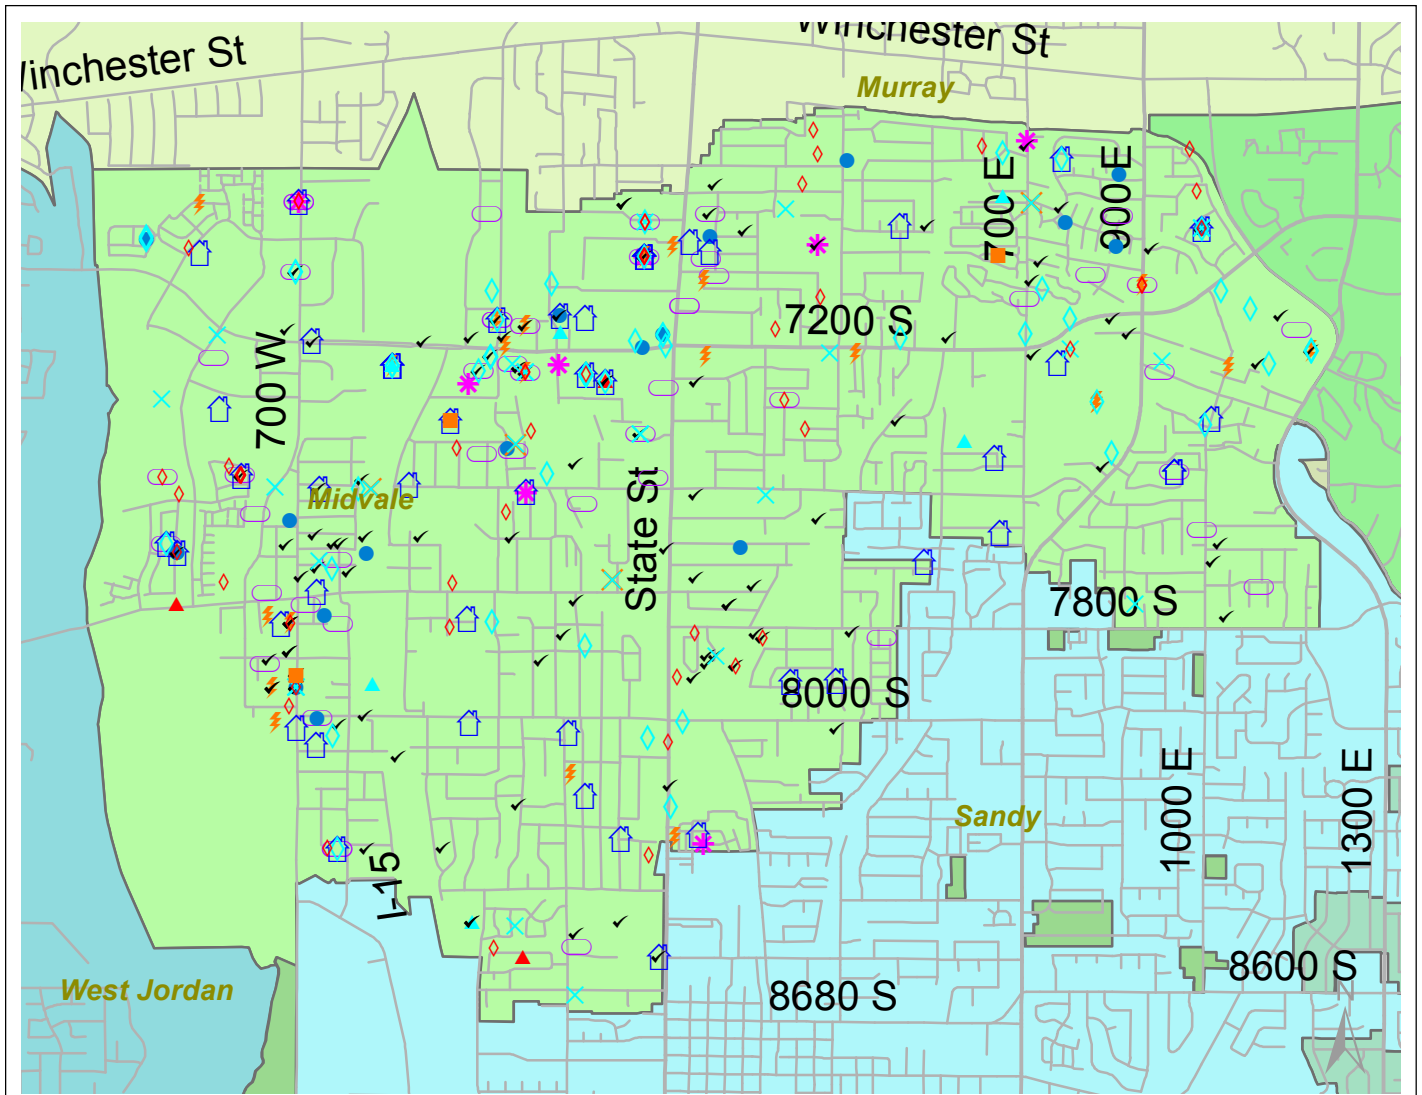 Winchester St
Winchester St
Murray
700 E
900 E
7200 S
700 W
Midvale
State St
7800 S
8000 S
Sandy
1000 E
1300 E
I-15
West Jordan
8680 S
8600 S